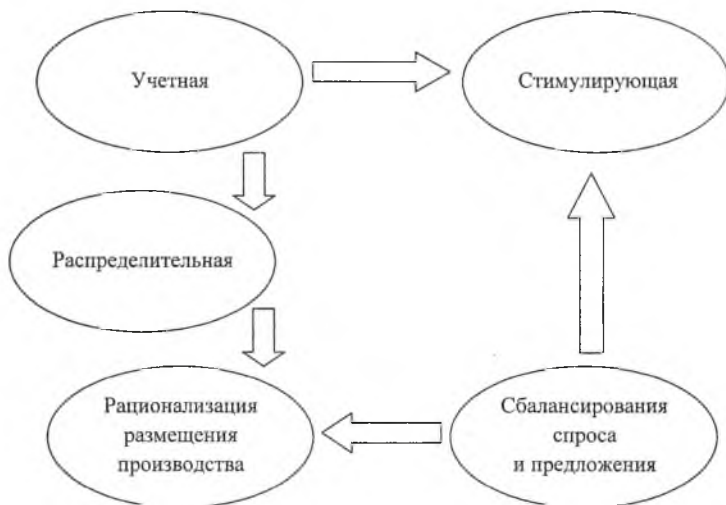 Учетная
Стимулирующая
Распределительная
Рационализация
размещения
производства
Сбалансирования
спроса
и предложения